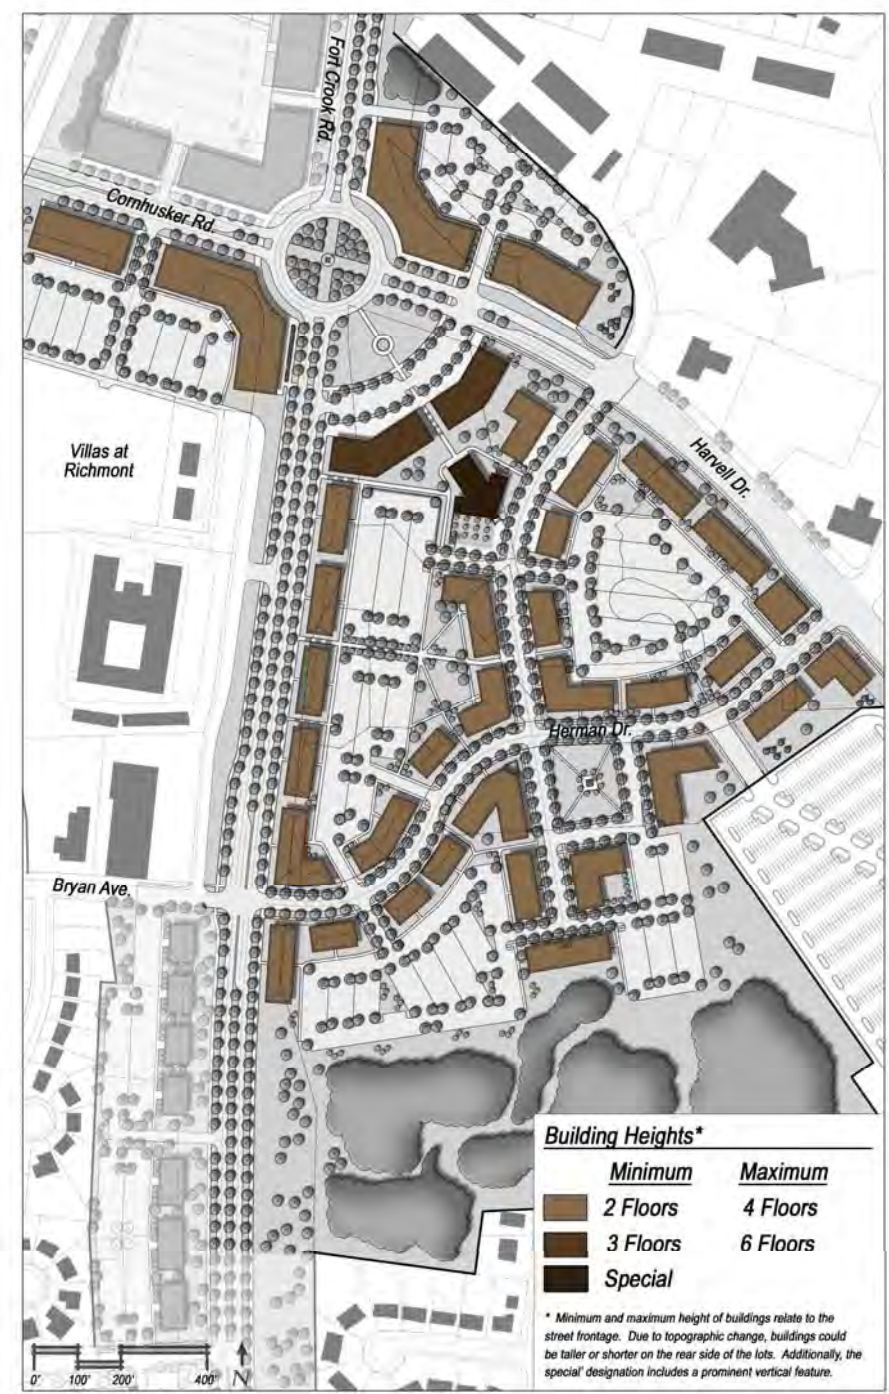 Fort Crook Rd.
Cornhusker Rd.
Villas at
Richmont
Harvell Dr.
Herman Dr.
Bryan Ave.
Building Heights*
Minimum Maximum
2 Floors 4 Floors
3 Floors 6 Floors
Special
* Minimum and maximum height of buildings relate to the
street frontage. Due to topographic change, buildings could
be taller or shorter on the rear side of the lots. Additionally, the
special' designation includes a prominent vertical feature.
0' 100' 200' 400' N